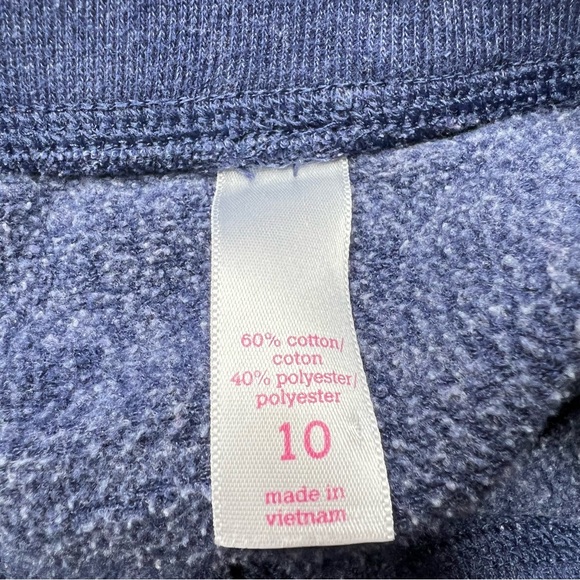 60% cotton/
coton
40% polyester/
polyester
10
made in
vietnam